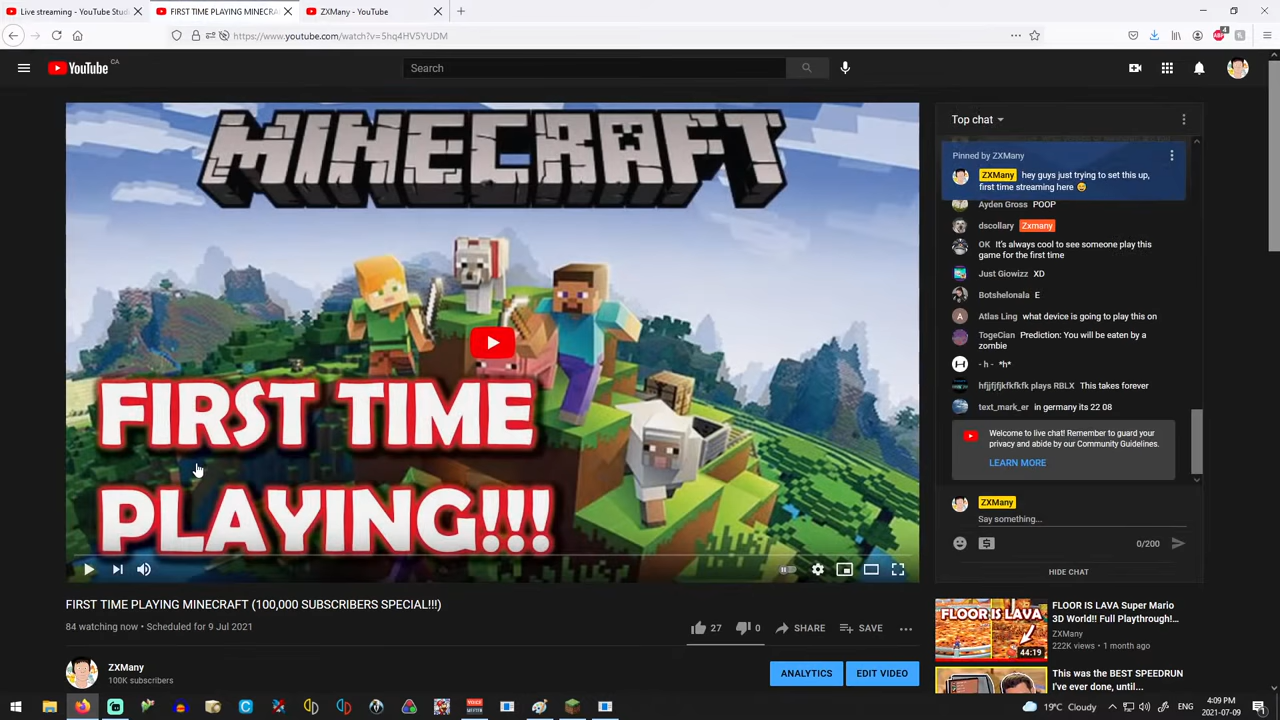 Live streaming - YouTube Stud
FIRST TIME PLAYING MINECRA
ZXMany - YouTube
https://www.youtube.com/watch?v=5hq4HV5YUDM
4
YouTube CA
Search
MINECRAFT
FIRST TIME
PLAYING!!!
FIRST TIME PLAYING MINECRAFT (100,000 SUBSCRIBERS SPECIAL!!!)
84 watching now • Scheduled for 9 Jul 2021
27
0
SHARE
SAVE
ZXMany
100K subscribers
ANALYTICS
EDIT VIDEO
Top chat
Pinned by ZXMany
ZXMany hey guys just trying to set this up,
first time streaming here 😅
Ayden Gross POOP
dscollary Zxmany
OK It's always cool to see someone play this
game for the first time
Just Giowizz XD
Botshelonala E
A
Atlas Ling what device is going to play this on
TogeCian Prediction: You will be eaten by a
zombie
H
- h - *h*
hfjjfjfjkfkfkfk plays RBLX This takes forever
text_mark_er in germany its 22 08
Welcome to live chat! Remember to guard your
privacy and abide by our Community Guidelines.
LEARN MORE
ZXMany
Say something...
0/200
HIDE CHAT
FLOOR IS LAVA
44:19
FLOOR IS LAVA Super Mario
3D World!! Full Playthrough!...
ZXMany
222K views • 1 month ago
This was the BEST SPEEDRUN
I've ever done, until...
19°C Cloudy
ENG
4:09 PM
2021-07-09